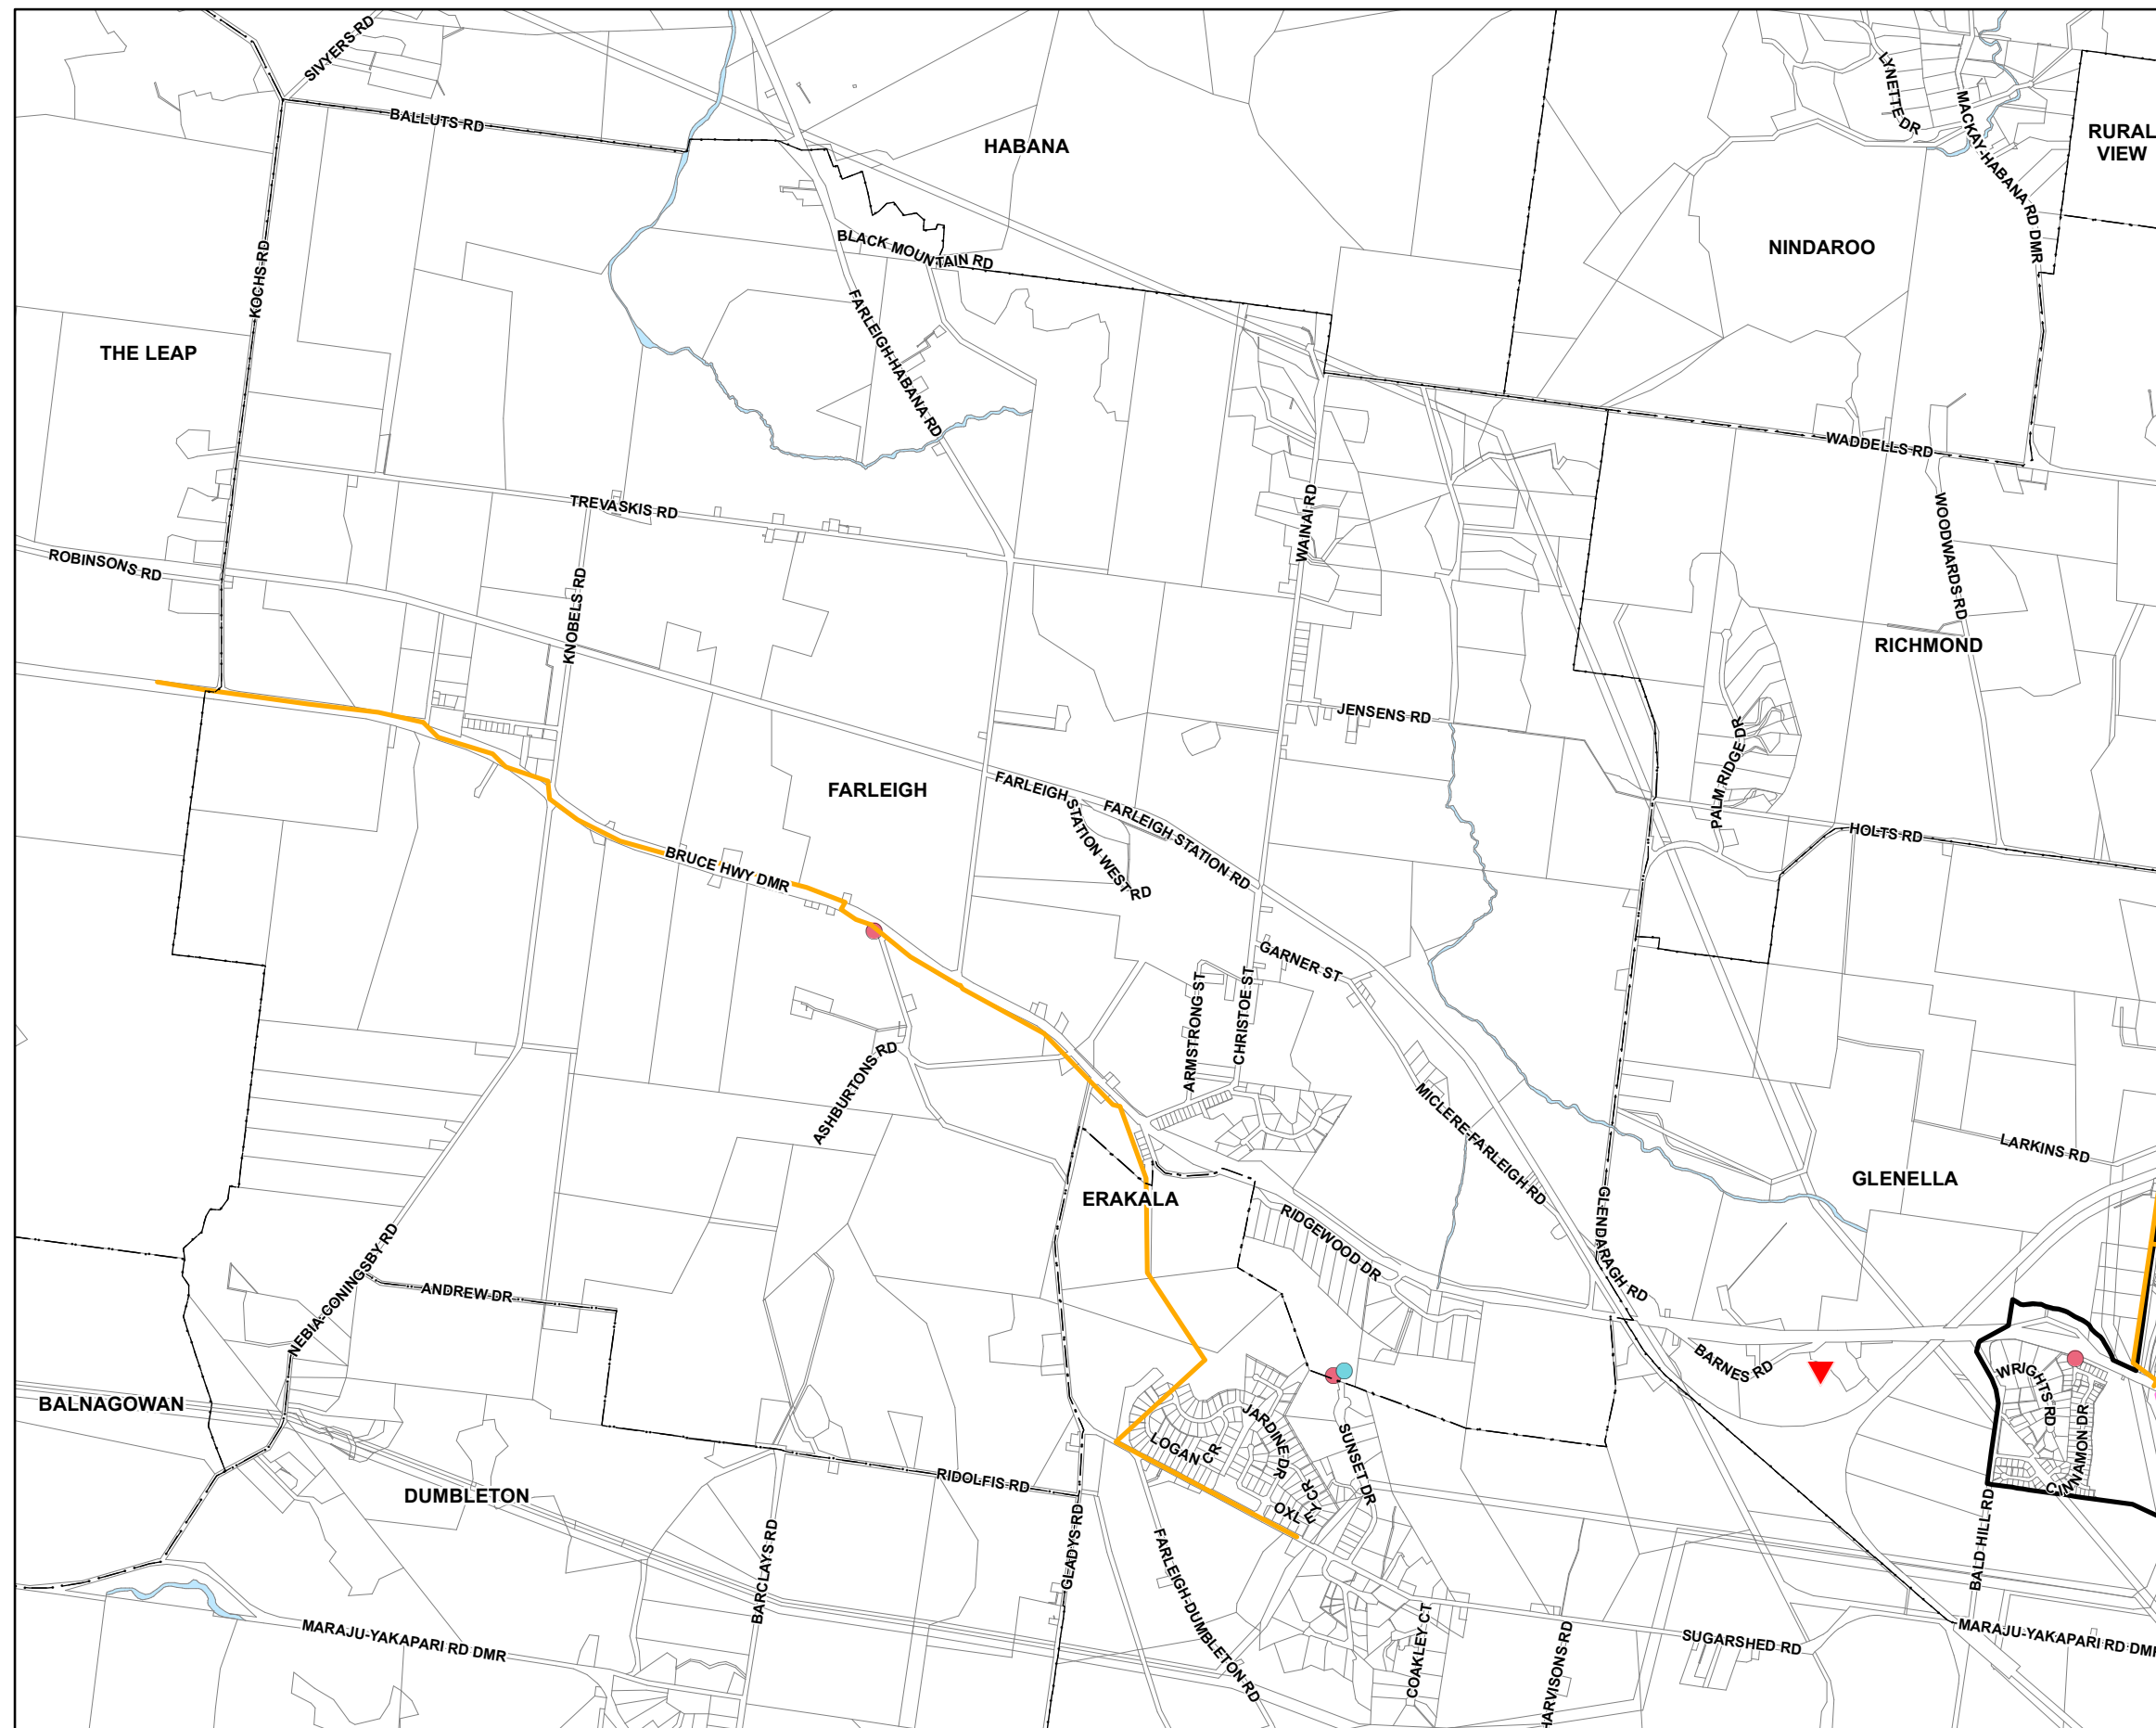 SIVYERS RD
BALLUTS RD
HABANA
LYNETTE DR
MACKAY-HABANA RD DMR
RURAL
VIEW
NINDAROO
BLACK MOUNTAIN RD
KOCHS RD
FARLEIGH-HABANA RD
THE LEAP
WADDELLS RD
TREVASKIS RD
WAINAI RD
WOODWARDS RD
ROBINSONS RD
KNOBELS RD
RICHMOND
JENSENS RD
PALM RIDGE DR
FARLEIGH
FARLEIGH STATION WEST RD
FARLEIGH STATION RD
HOLTS RD
BRUCE HWY DMR
GARNER ST
ARMSTRONG ST
CHRISTOE ST
ASHBURTONS RD
MICLERE-FARLEIGH RD
LARKINS RD
GLENELLA
ERAKALA
RIDGEWOOD DR
GLENDARAGH RD
NEBIA-CONINGSBY RD
ANDREW DR
BARNES RD
WRIGHTS RD
BALNAGOWAN
JARDINE DR
LOGAN CR
SUNSET DR
CINNAMON DR
RIDOLFIS RD
DUMBLETON
OXLEY CR
BARCLAYS RD
GLADYS RD
FARLEIGH-DUMBLETON RD
BALD HILL RD
COAKLEY CT
HARVISONS RD
SUGARSHED RD
MARAJU-YAKAPARI RD DMR
MARAJU-YAKAPARI RD DMR